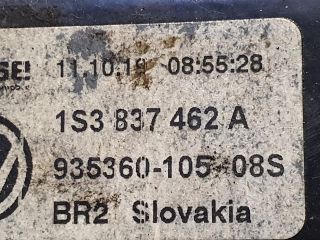 SE! 11.10.19 08:55:28
1S3 837 462 A
935360-105 08S
BR2 Slovakia